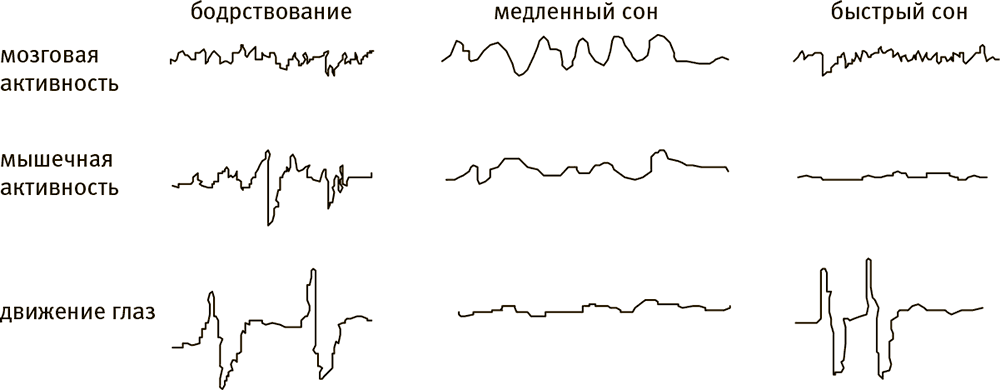 бодрствование
медленный сон
быстрый сон
мозговая
активность
мышечная
активность
движение глаз